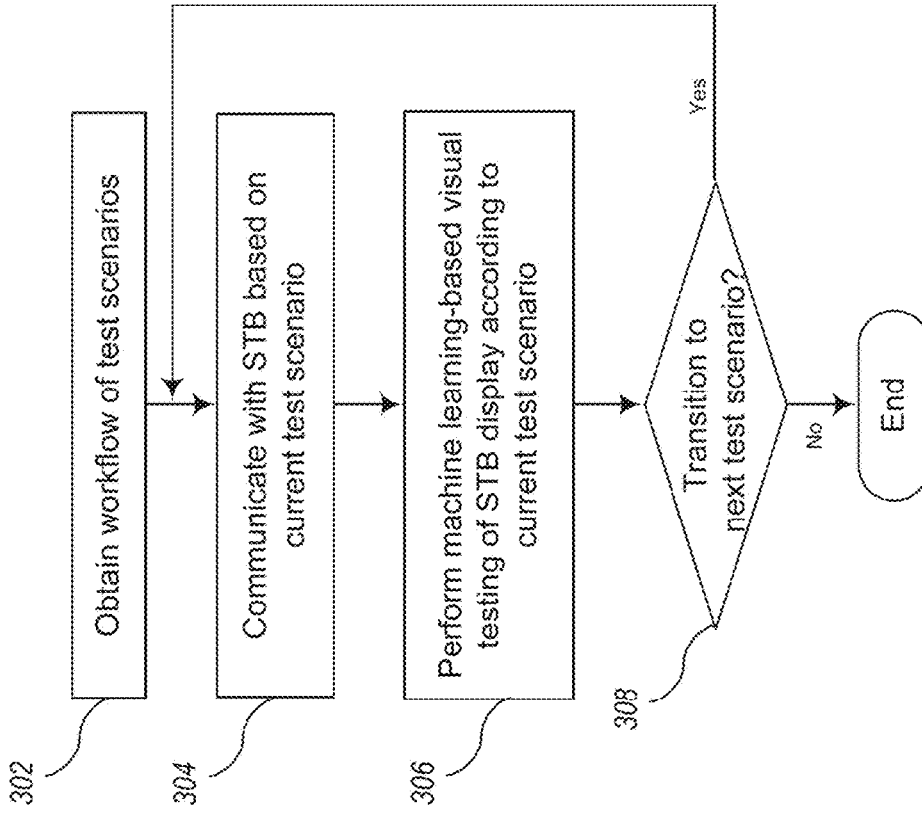 302
Obtain workflow of test scenarios
304
Communicate with STB based on
current test scenario
306
Perform machine learning-based visual
testing of STB display according to
current test scenario
308
Transition to
next test scenario?
Yes
No
End